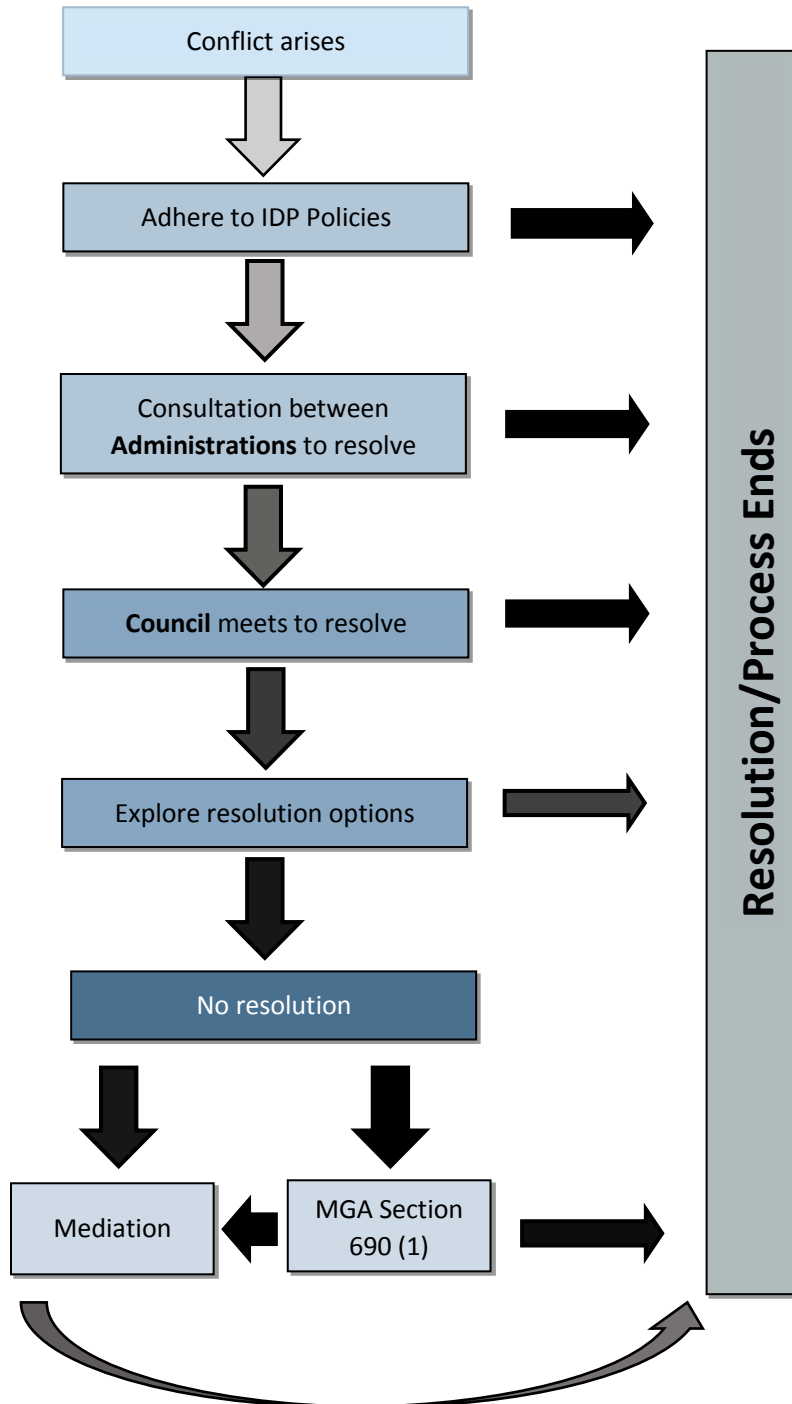 Conflict arises
Adhere to IDP Policies
Consultation between
Administrations to resolve
Council meets to resolve
Explore resolution options
No resolution
Mediation
MGA Section
690 (1)
Resolution/Process Ends